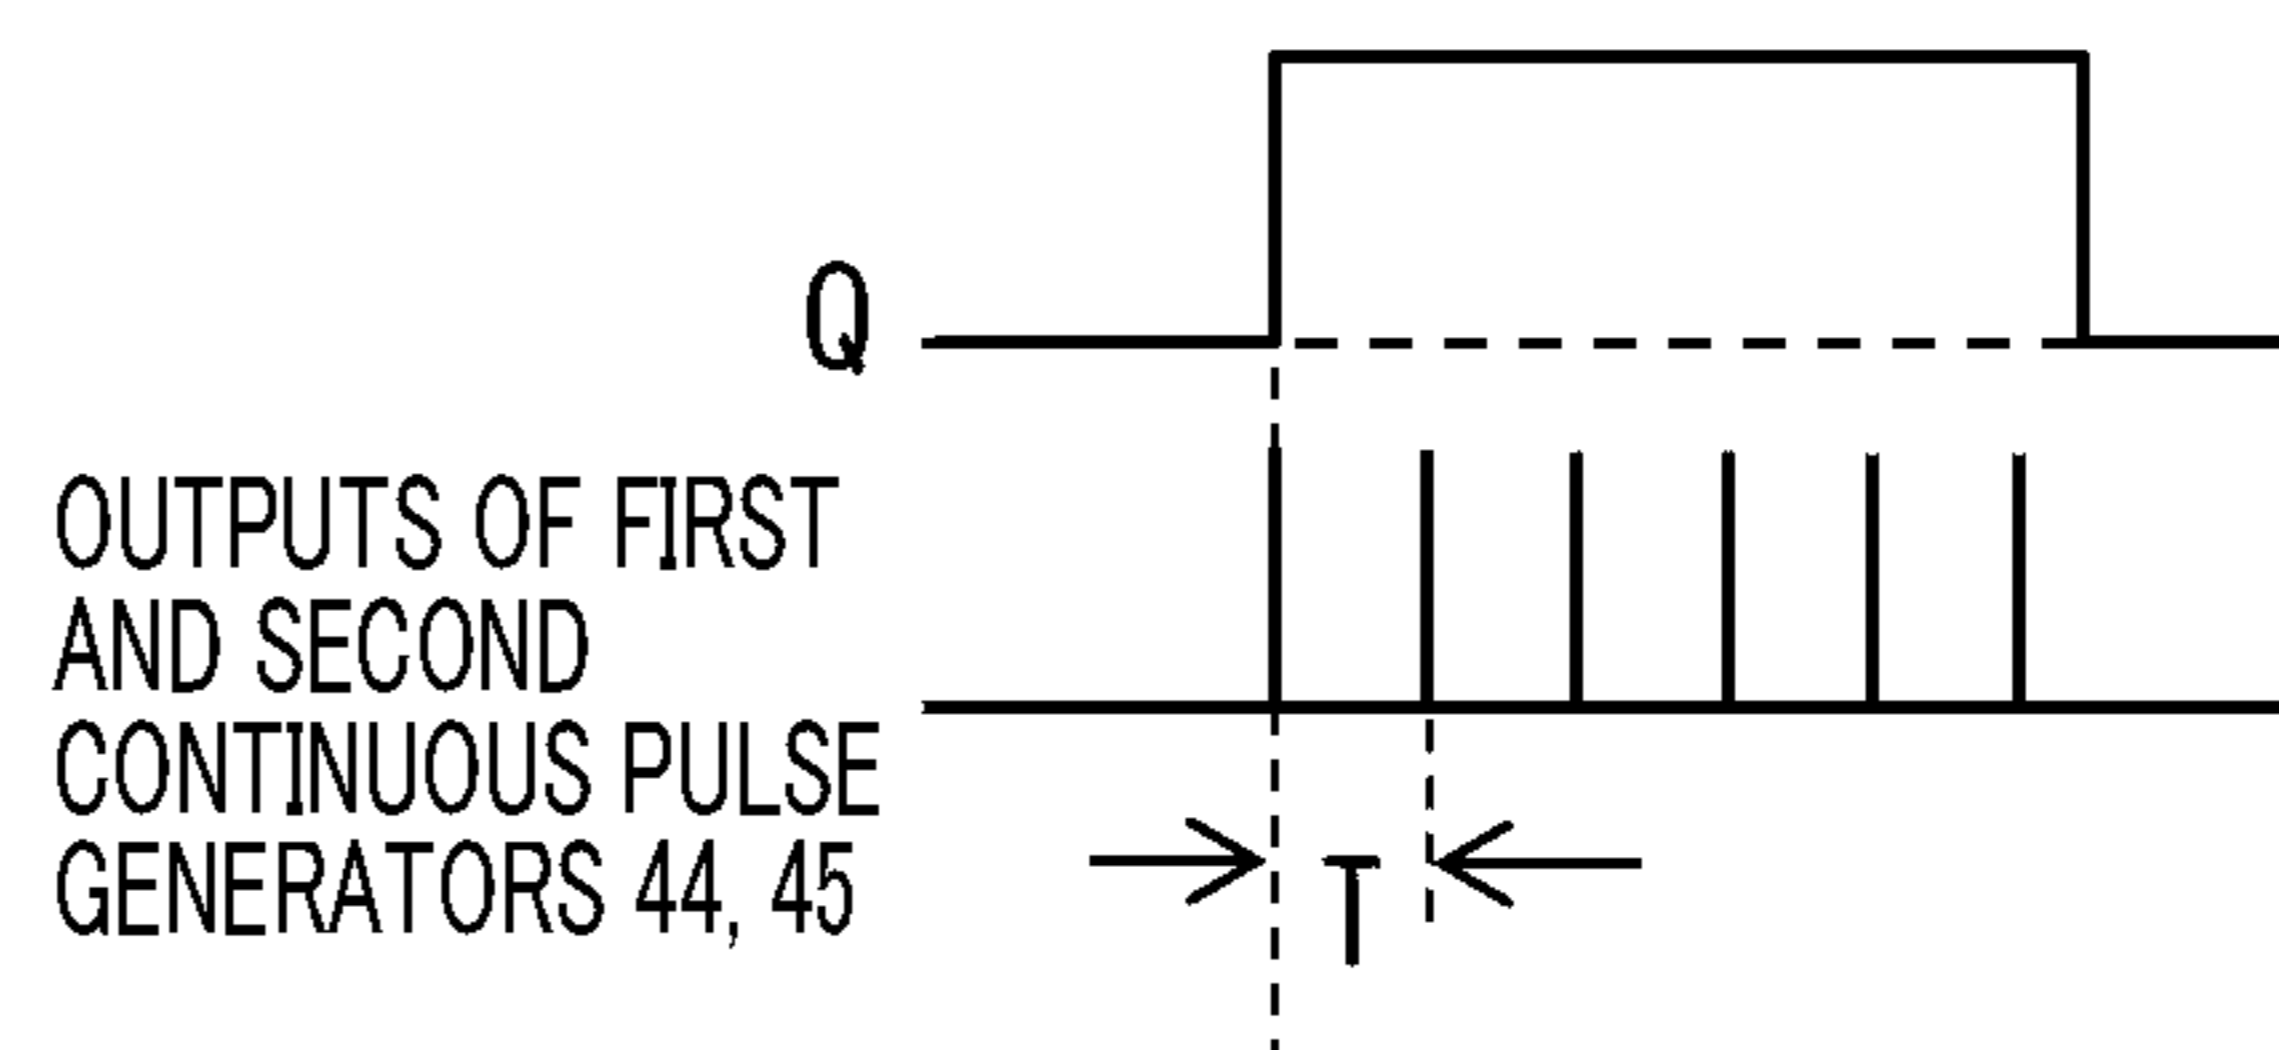 Q
OUTPUTS OF FIRST
AND SECOND
CONTINUOUS PULSE
GENERATORS 44, 45
T